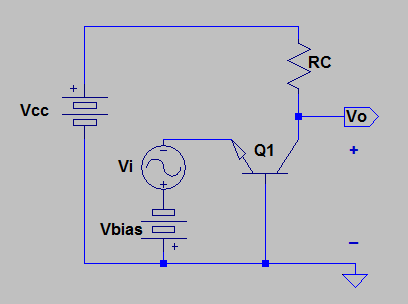 RC
Vcc
+
Vo
Q1
+
-
Vi
+
Vbias
+
-